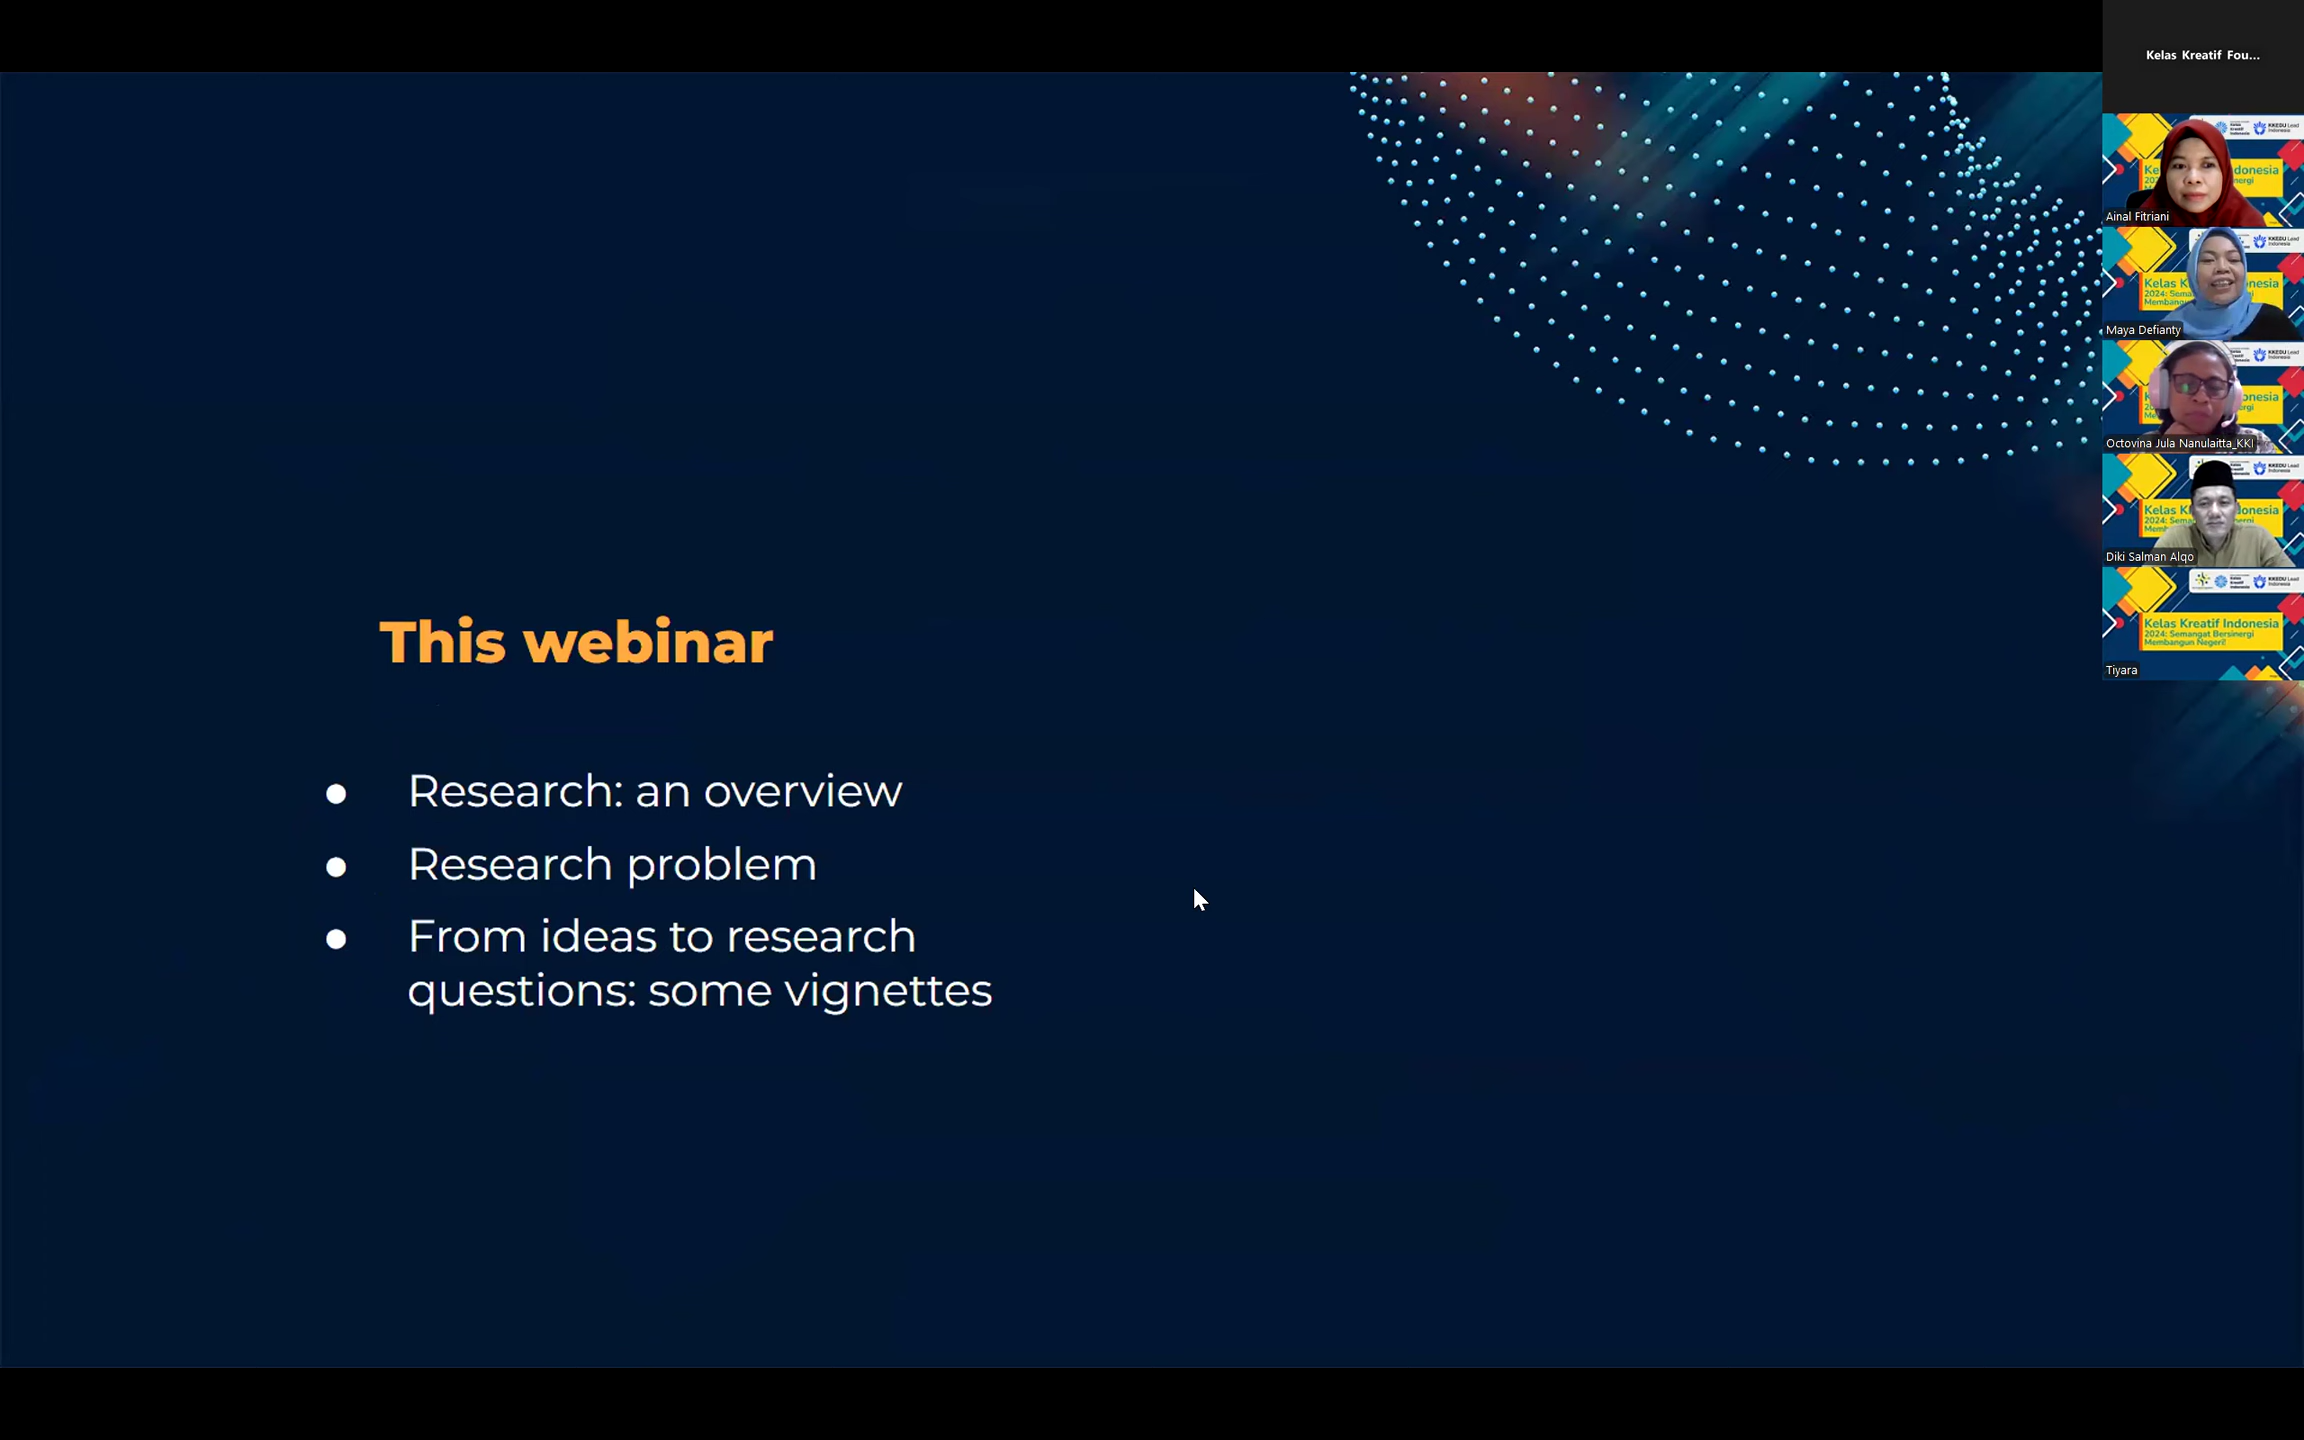 This webinar
● Research: an overview
● Research problem
● From ideas to research
questions: some vignettes
Kelas Kreatif Fou...
Ainal Fitriani
Maya Defianty
Octovina Jula Nanulaitta_KKI
Diki Salman Alqo
Kelas Kreatif Indonesia
2024: Semangat Bersinergi
Membangun Negeri!
Tiyara